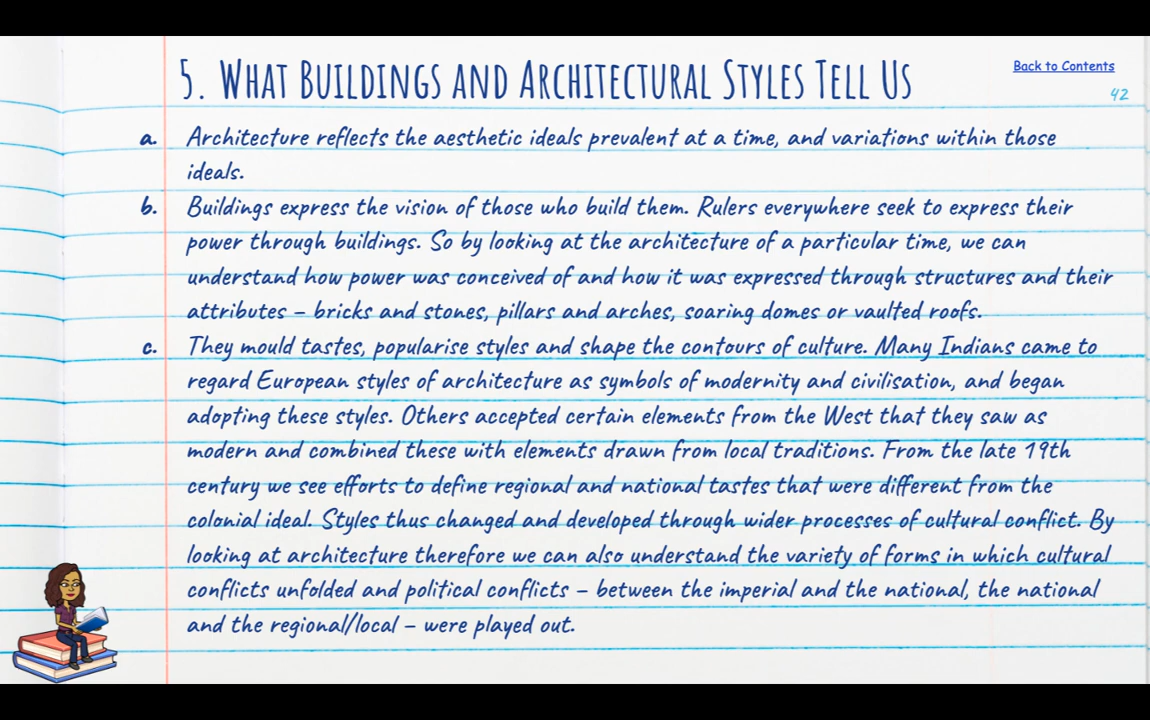 5. What Buildings and Architectural Styles Tell Us
Back to Contents
42
a. Architecture reflects the aesthetic ideals prevalent at a time, and variations within those
ideals.
b. Buildings express the vision of those who build them. Rulers everywhere seek to express their
power through buildings. So by looking at the architecture of a particular time, we can
understand how power was conceived of and how it was expressed through structures and their
attributes – bricks and stones, pillars and arches, soaring domes or vaulted roofs.
c. They mould tastes, popularise styles and shape the contours of culture. Many Indians came to
regard European styles of architecture as symbols of modernity and civilisation, and began
adopting these styles. Others accepted certain elements from the West that they saw as
modern and combined these with elements drawn from local traditions. From the late 19th
century we see efforts to define regional and national tastes that were different from the
colonial ideal. Styles thus changed and developed through wider processes of cultural conflict. By
looking at architecture therefore we can also understand the variety of forms in which cultural
conflicts unfolded and political conflicts – between the imperial and the national, the national
and the regional/local – were played out.